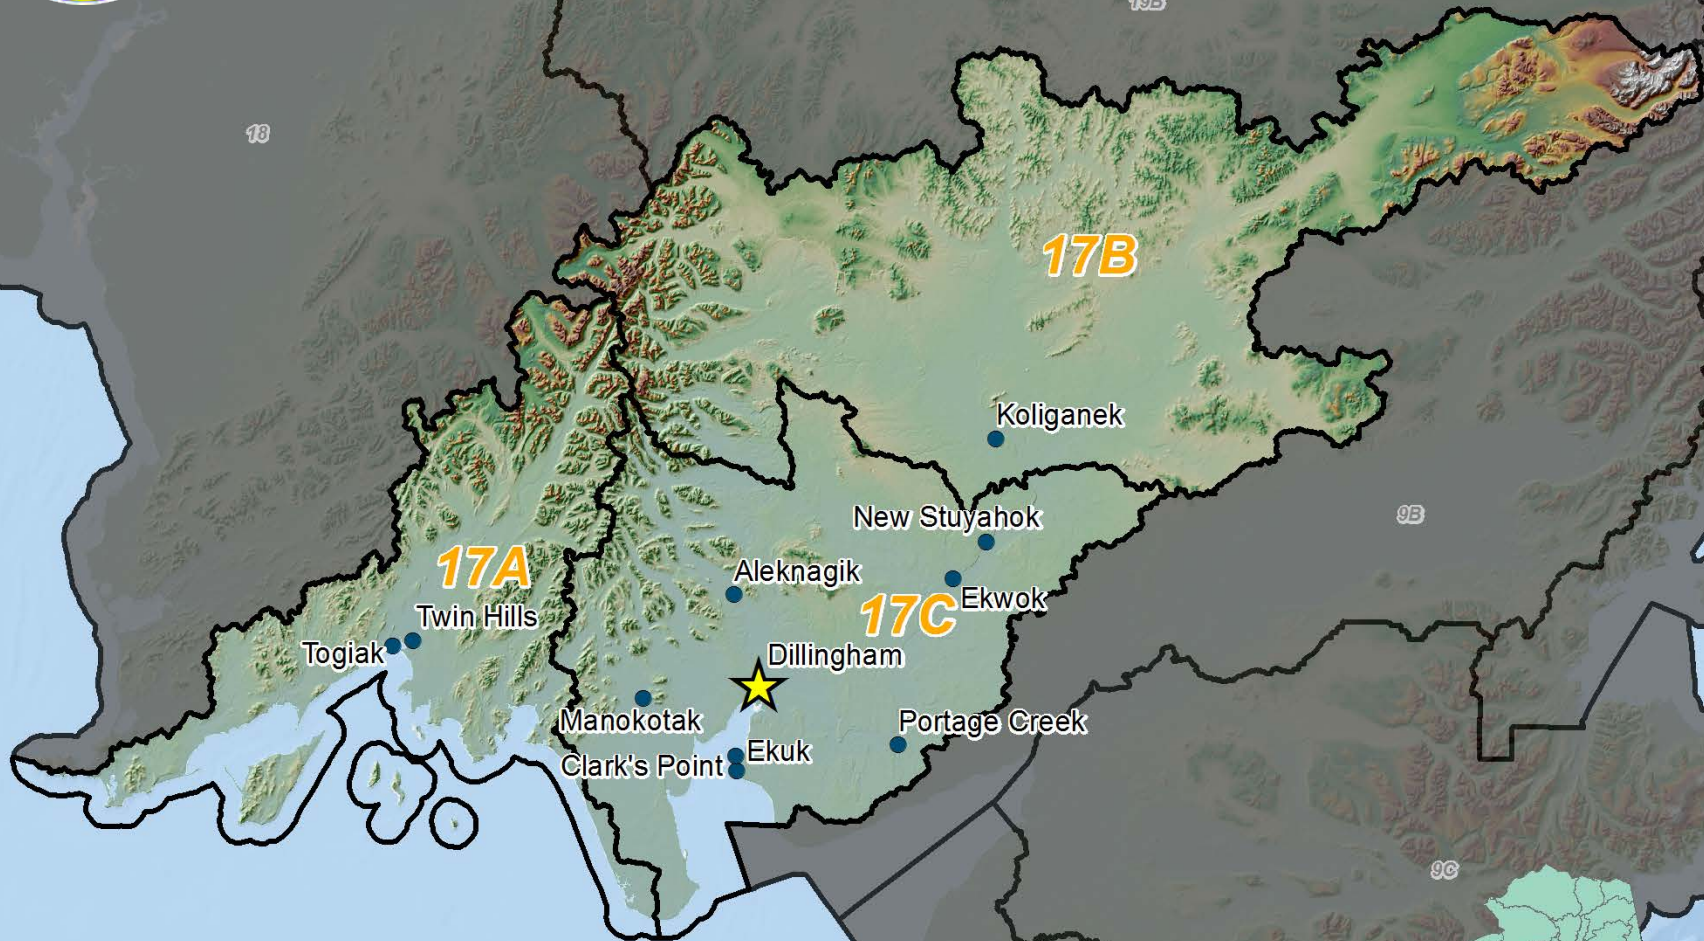 19B
18
17B
Koliganek
9B
New Stuyahok
17A
Aleknagik
Ekwok
17C
Twin Hills
Togiak
Dillingham
Manokotak
Portage Creek
Ekuk
Clark's Point
9C